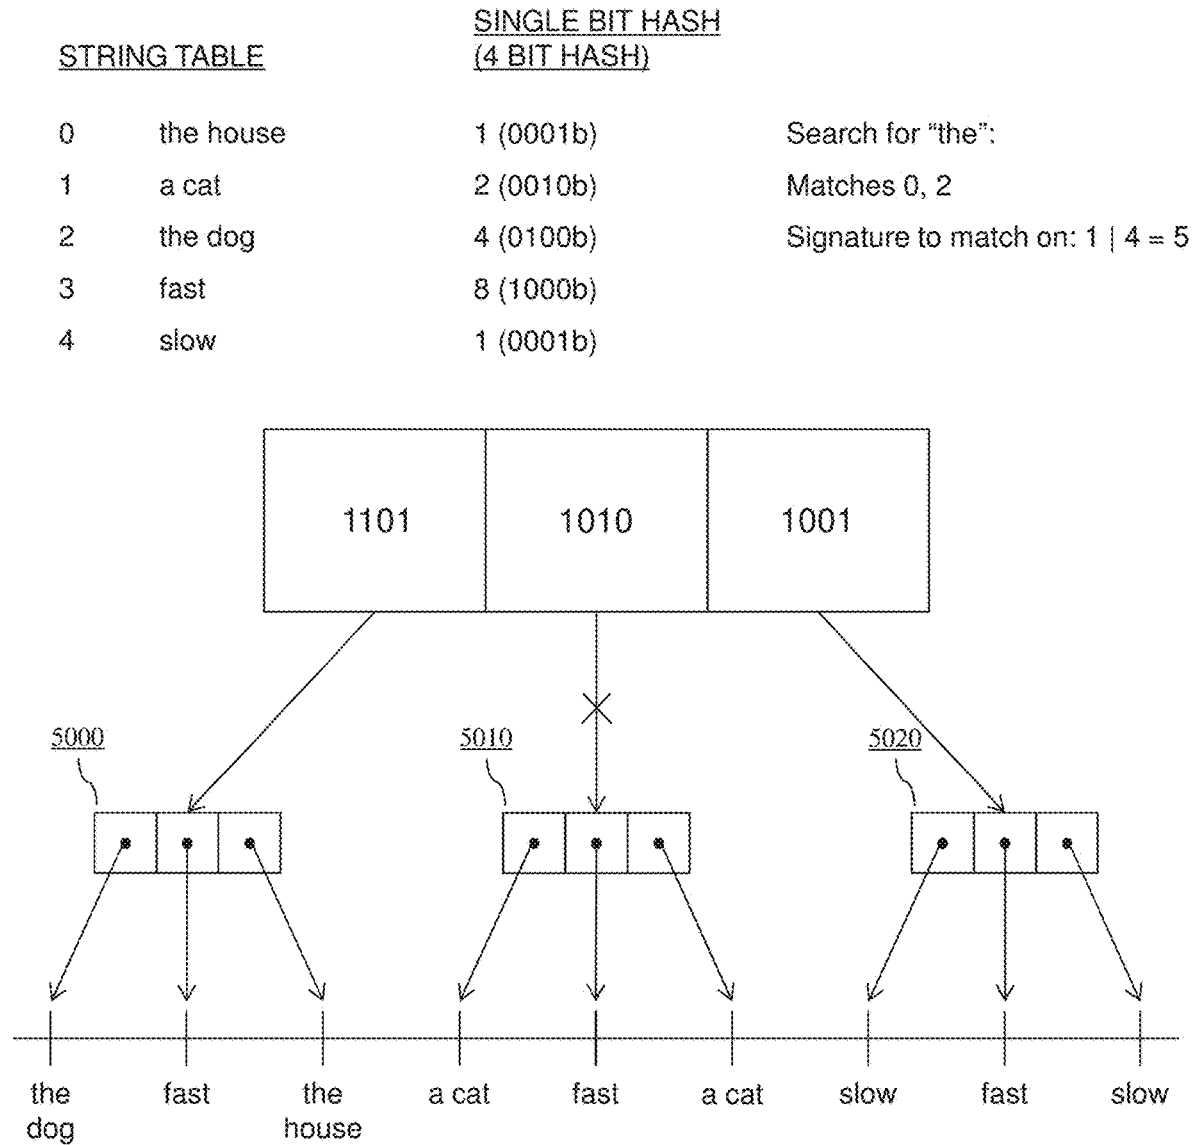 STRING TABLE
SINGLE BIT HASH
(4 BIT HASH)
0 the house 1 (0001b) Search for “the”:
1 a cat 2 (0010b) Matches 0, 2
2 the dog 4 (0100b) Signature to match on: 1 | 4 = 5
3 fast 8 (1000b)
4 slow 1 (0001b)
1101 1010 1001
5000 5010 5020
the dog fast the house a cat fast a cat slow fast slow